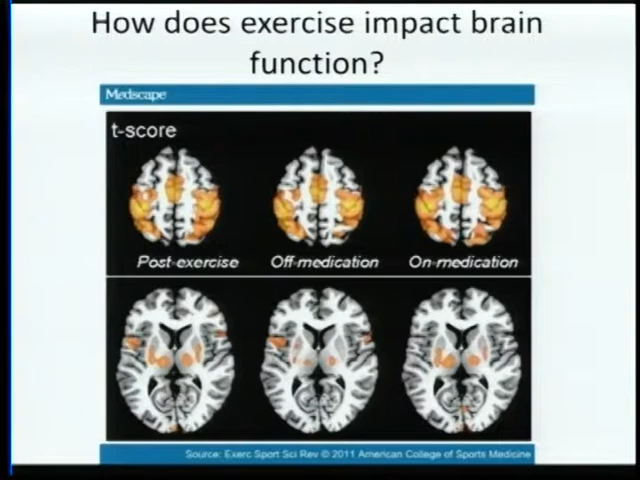 How does exercise impact brain
function?
Medscape
t-score
Post-exercise Off-medication On-medication
Source: Exerc Sport Sci Rev © 2011 American College of Sports Medicine